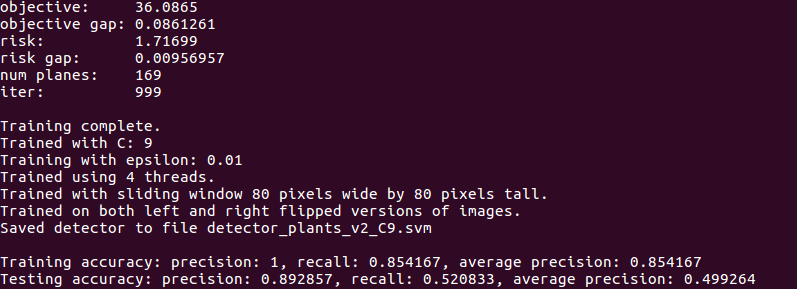 objective: 36.0865
objective gap: 0.0861261
risk: 1.71699
risk gap: 0.00956957
num planes: 169
iter: 999
Training complete.
Trained with C: 9
Training with epsilon: 0.01
Trained using 4 threads.
Trained with sliding window 80 pixels wide by 80 pixels tall.
Trained on both left and right flipped versions of images.
Saved detector to file detector_plants_v2_C9.svm
Training accuracy: precision: 1, recall: 0.854167, average precision: 0.854167
Testing accuracy: precision: 0.892857, recall: 0.520833, average precision: 0.499264